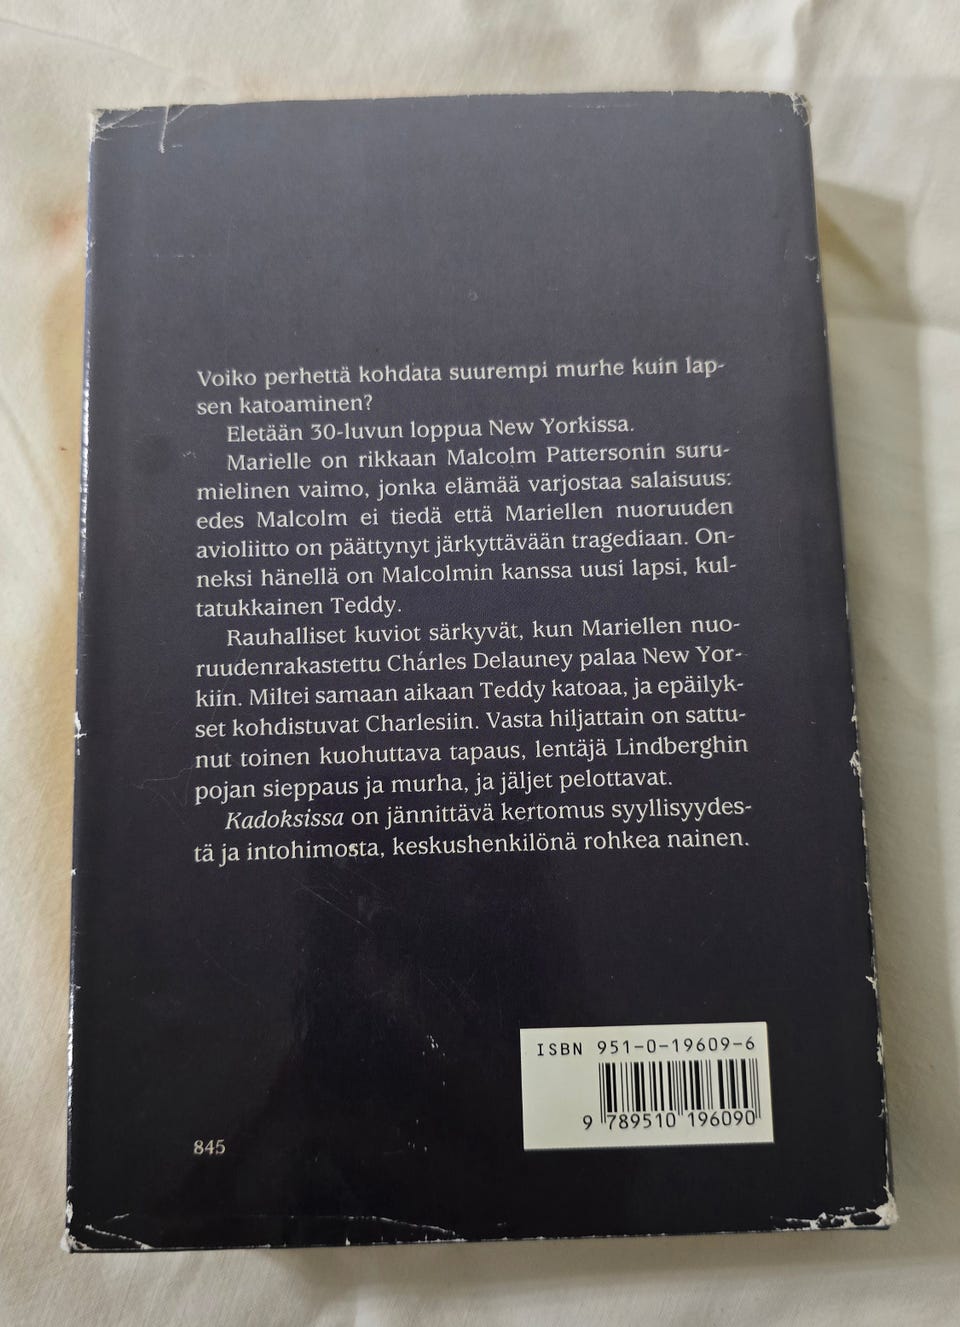 Voiko perhettä kohdata suurempi murhe kuin lap-
sen katoaminen?
Eletään 30-luvun loppua New Yorkissa.
Marielle on rikkaan Malcolm Pattersonin suru-
mielinen vaimo, jonka elämää varjostaa salaisuus:
edes Malcolm ei tiedä että Mariellen nuoruuden
avioliitto on päättynyt järkyttävään tragediaan. On-
neksi hänellä on Malcolmin kanssa uusi lapsi, kul-
tatukkainen Teddy.
Rauhalliset kuviot särkyvät, kun Mariellen nuo-
ruudenrakastettu Charles Delauney palaa New Yor-
kiin. Miltei samaan aikaan Teddy katoaa, ja epäilyk-
set kohdistuvat Charlesiin. Vasta hiljattain on sattu-
nut toinen kuohuttava tapaus, lentäjä Lindberghin
pojan sieppaus ja murha, ja jäljet pelottavat.
Kadoksissa on jännittävä kertomus syyllisyydes-
tä ja intohimosta, keskushenkilönä rohkea nainen.
ISBN 951-0-19609-6
9 789510 196090
845